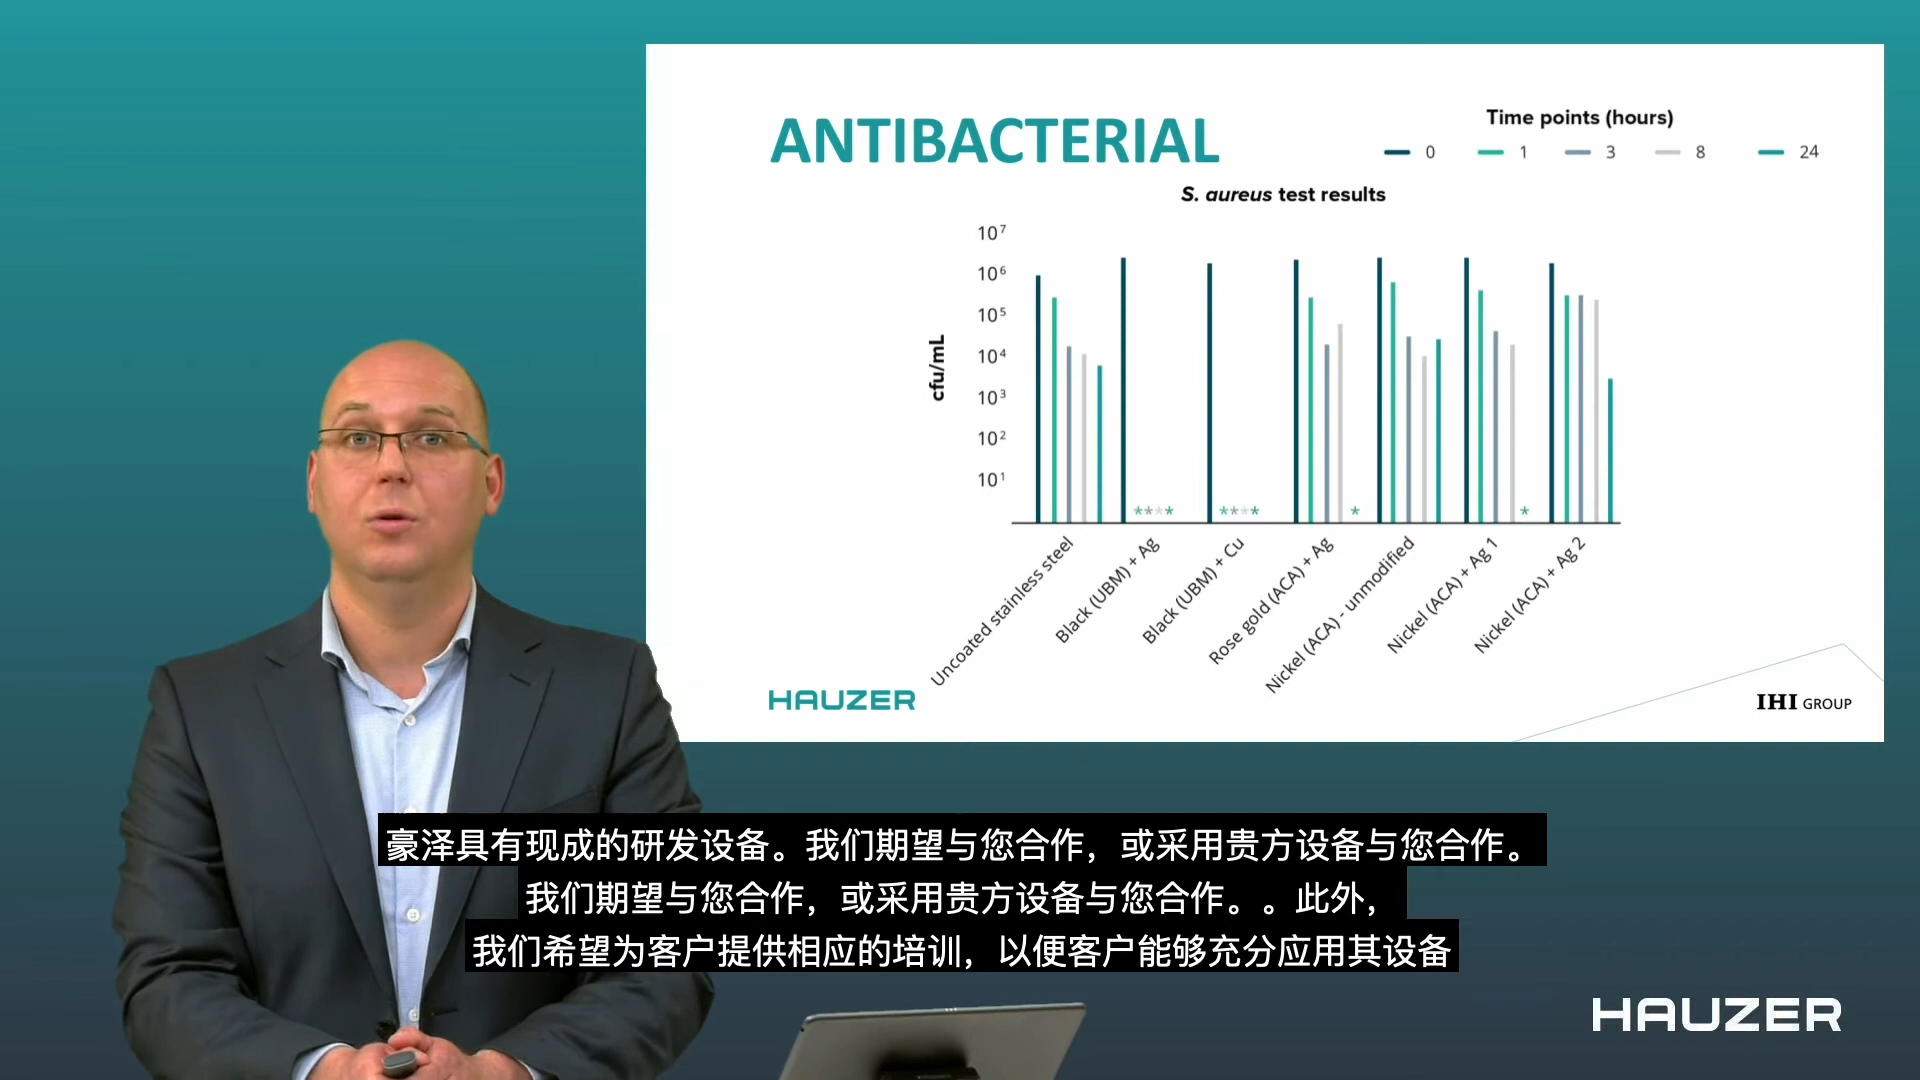 ANTIBACTERIAL
Time points (hours)
0 1 3 8 24
S. aureus test results
cfu/mL
10⁷
10⁶
10⁵
10⁴
10³
10²
10¹
****
****
*
*
Uncoated stainless steel
Black (UBM) + Ag
Black (UBM) + Cu
Rose gold (ACA) + Ag
Nickel (ACA) - unmodified
Nickel (ACA) + Ag 1
Nickel (ACA) + Ag 2
HAUZER
IHI GROUP
豪泽具有现成的研发设备。我们期望与您合作，或采用贵方设备与您合作。
我们期望与您合作，或采用贵方设备与您合作。。此外，
我们希望为客户提供相应的培训，以便客户能够充分应用其设备
HAUZER